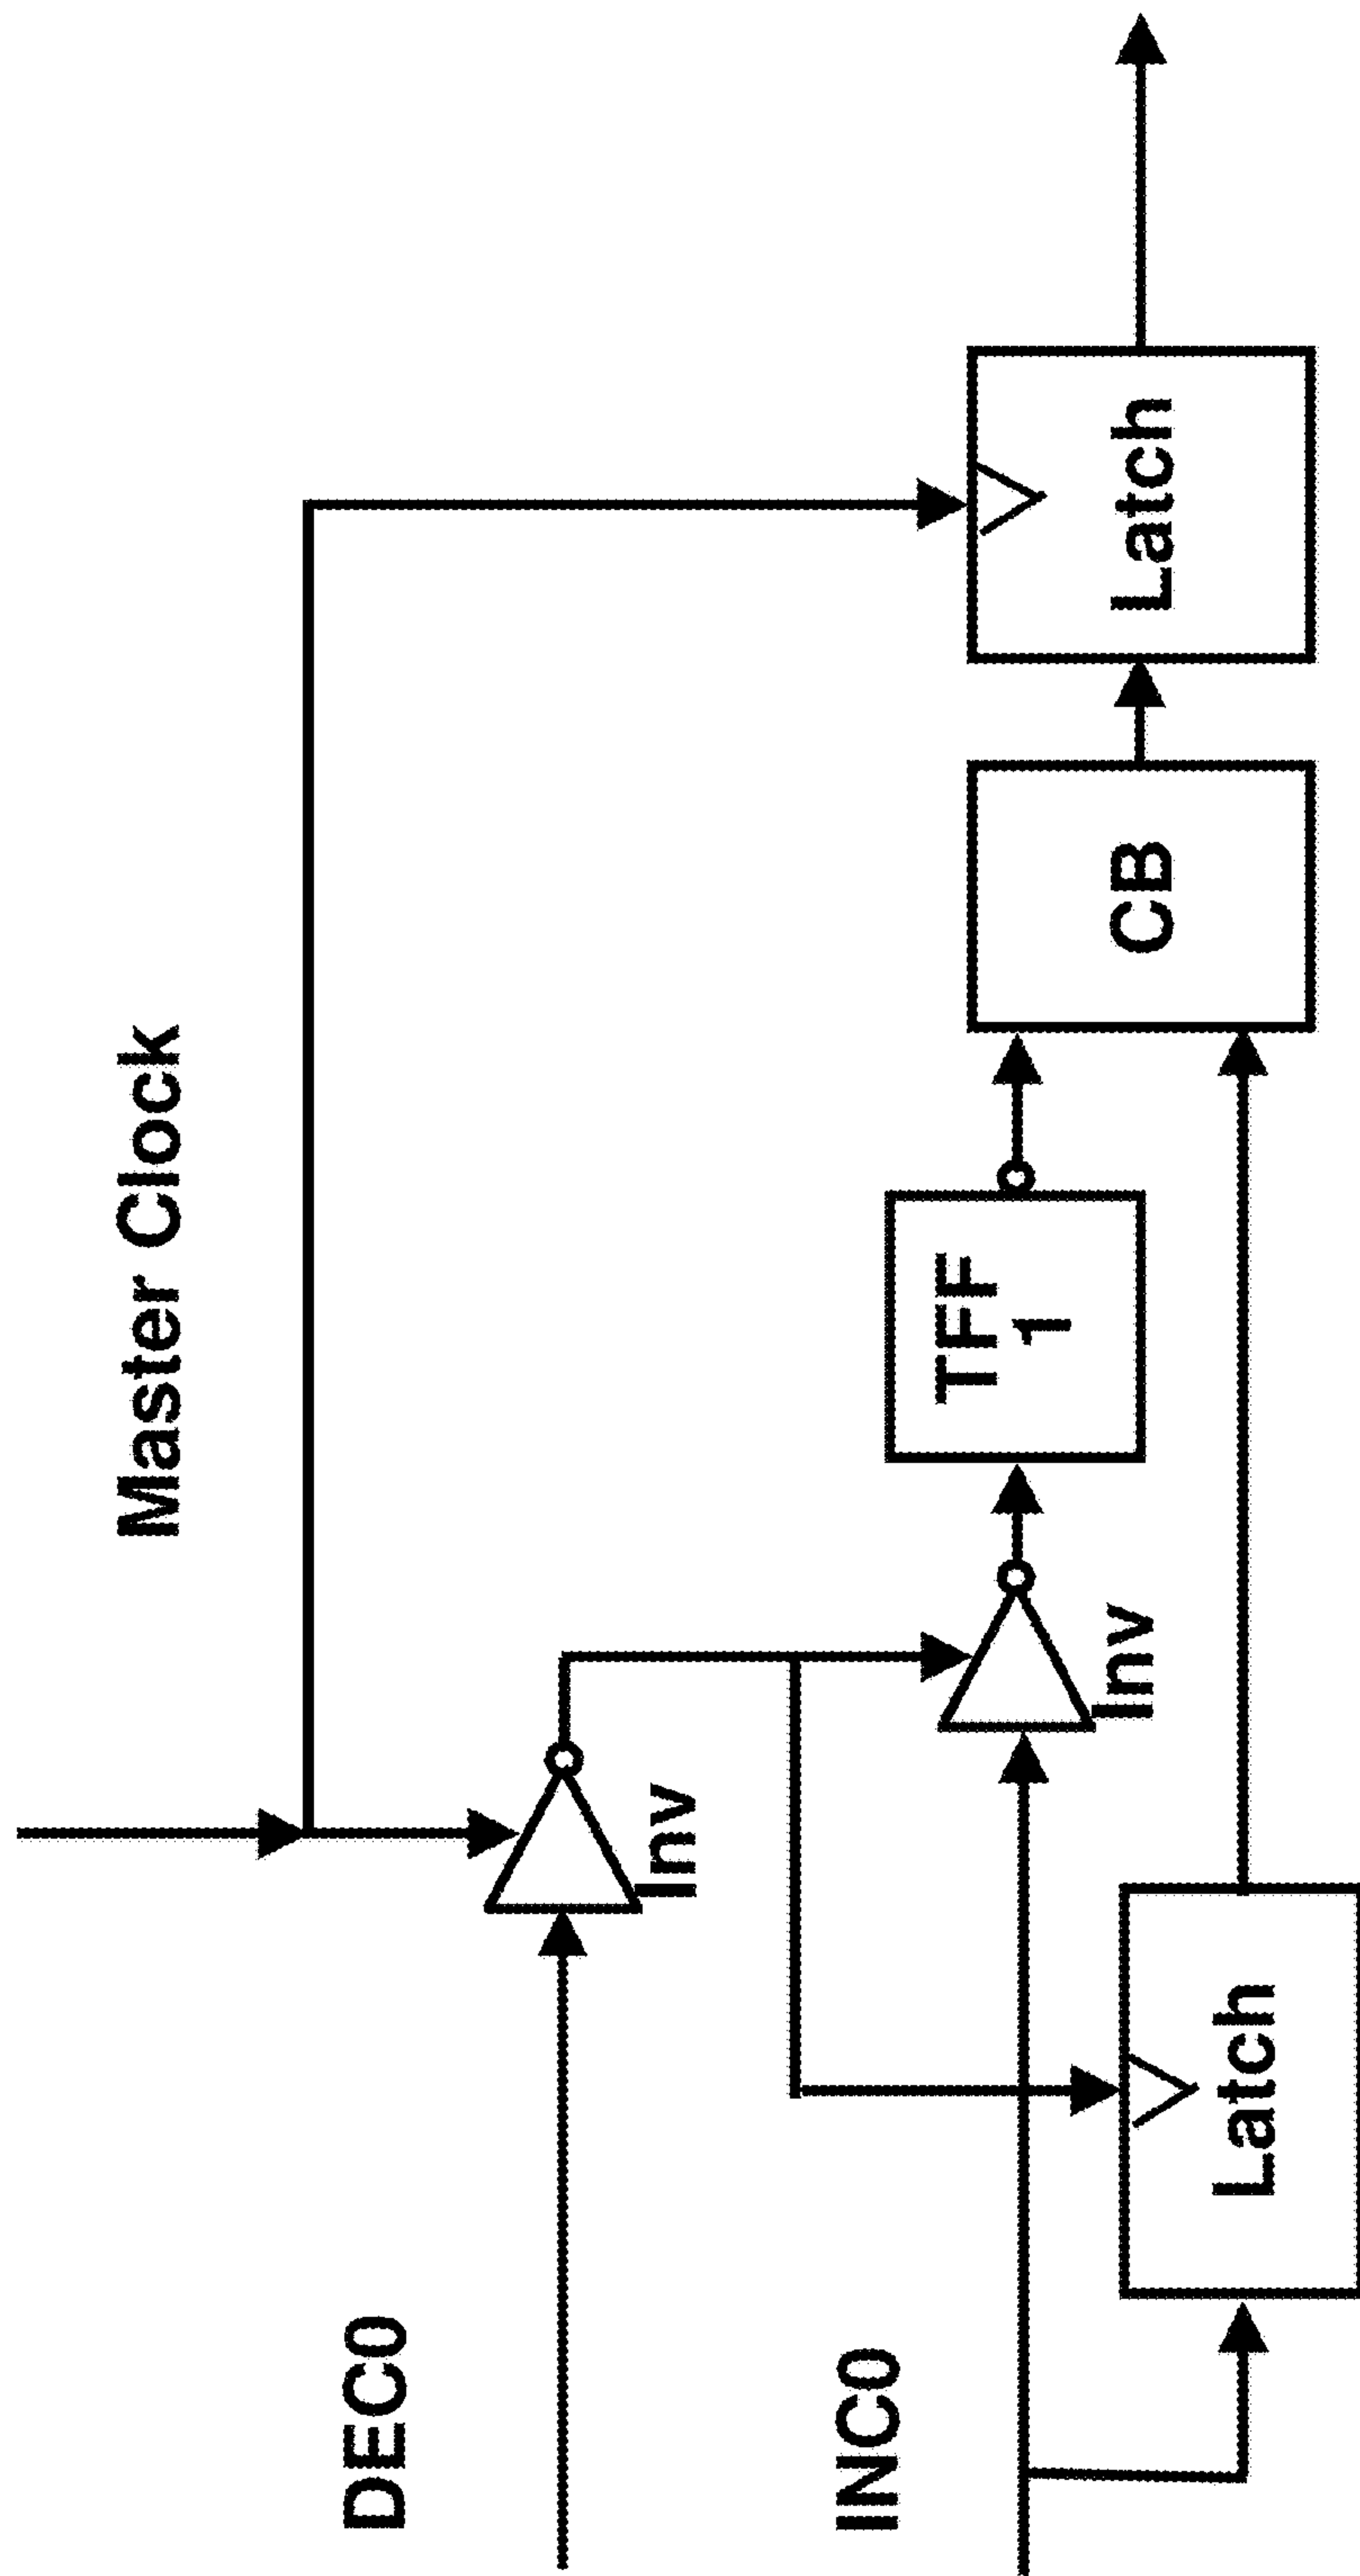 Master Clock
DEC0
Inv
INC0
Inv
TFF
1
CB
Latch
Latch